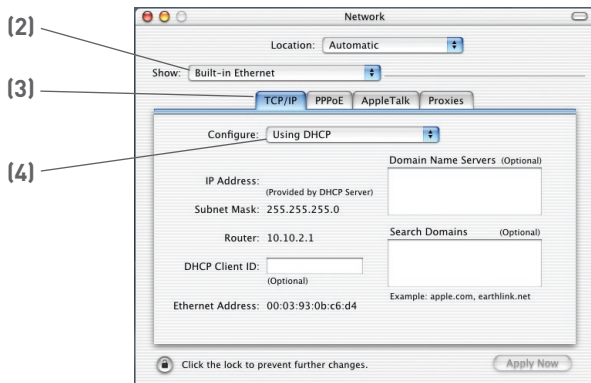 Network
(2)
Location: Automatic
Show: Built-in Ethernet
(3)
TCP/IP PPPoE AppleTalk Proxies
Configure: Using DHCP
(4)
Domain Name Servers (Optional)
IP Address:
(Provided by DHCP Server)
Subnet Mask: 255.255.255.0
Router: 10.10.2.1
Search Domains (Optional)
DHCP Client ID:
(Optional)
Example: apple.com, earthlink.net
Ethernet Address: 00:03:93:0b:c6:d4
Click the lock to prevent further changes.
Apply Now